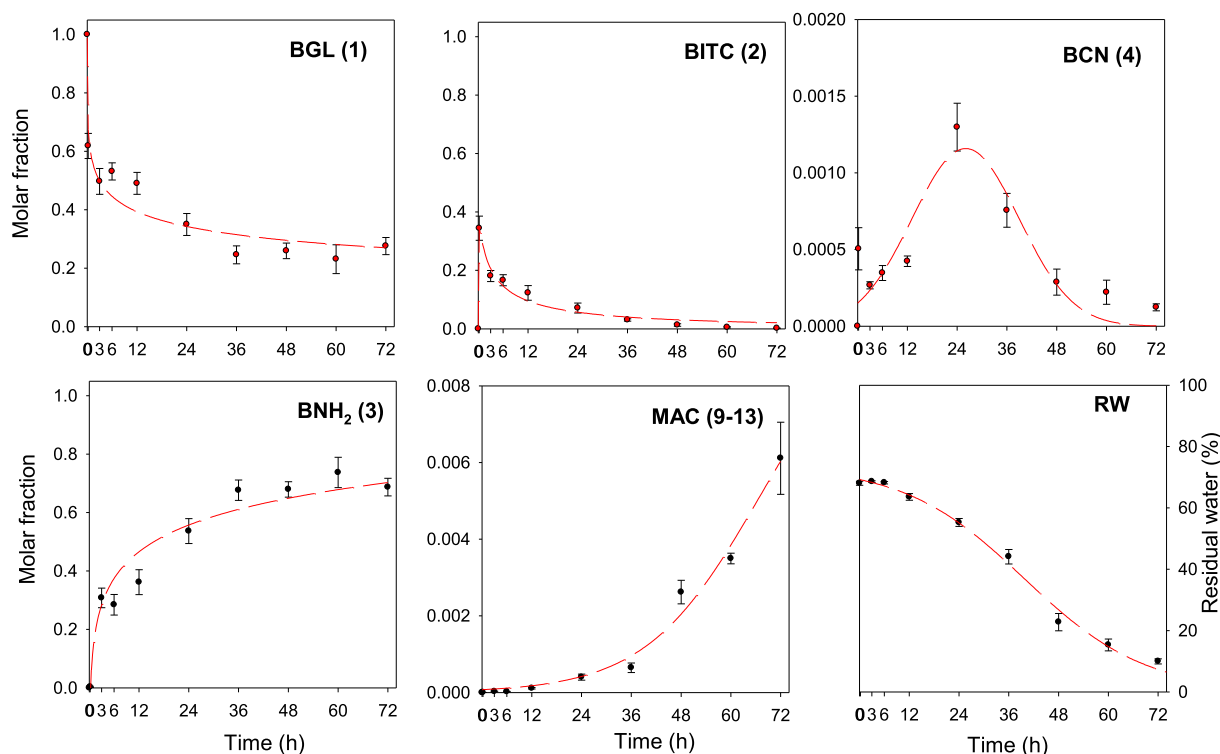 BGL (1)
Molar fraction
1.0
0.8
0.6
0.4
0.2
0.0
0 3 6 12 24 36 48 60 72
BITC (2)
1.0
0.8
0.6
0.4
0.2
0.0
0 3 6 12 24 36 48 60 72
BCN (4)
0.0020
0.0015
0.0010
0.0005
0.0000
0 3 6 12 24 36 48 60 72
BNH₂ (3)
Molar fraction
1.0
0.8
0.6
0.4
0.2
0.0
0 3 6 12 24 36 48 60 72
Time (h)
MAC (9-13)
0.008
0.006
0.004
0.002
0.000
0 3 6 12 24 36 48 60 72
Time (h)
RW
100
80
60
40
20
0
Residual water (%)
0 3 6 12 24 36 48 60 72
Time (h)